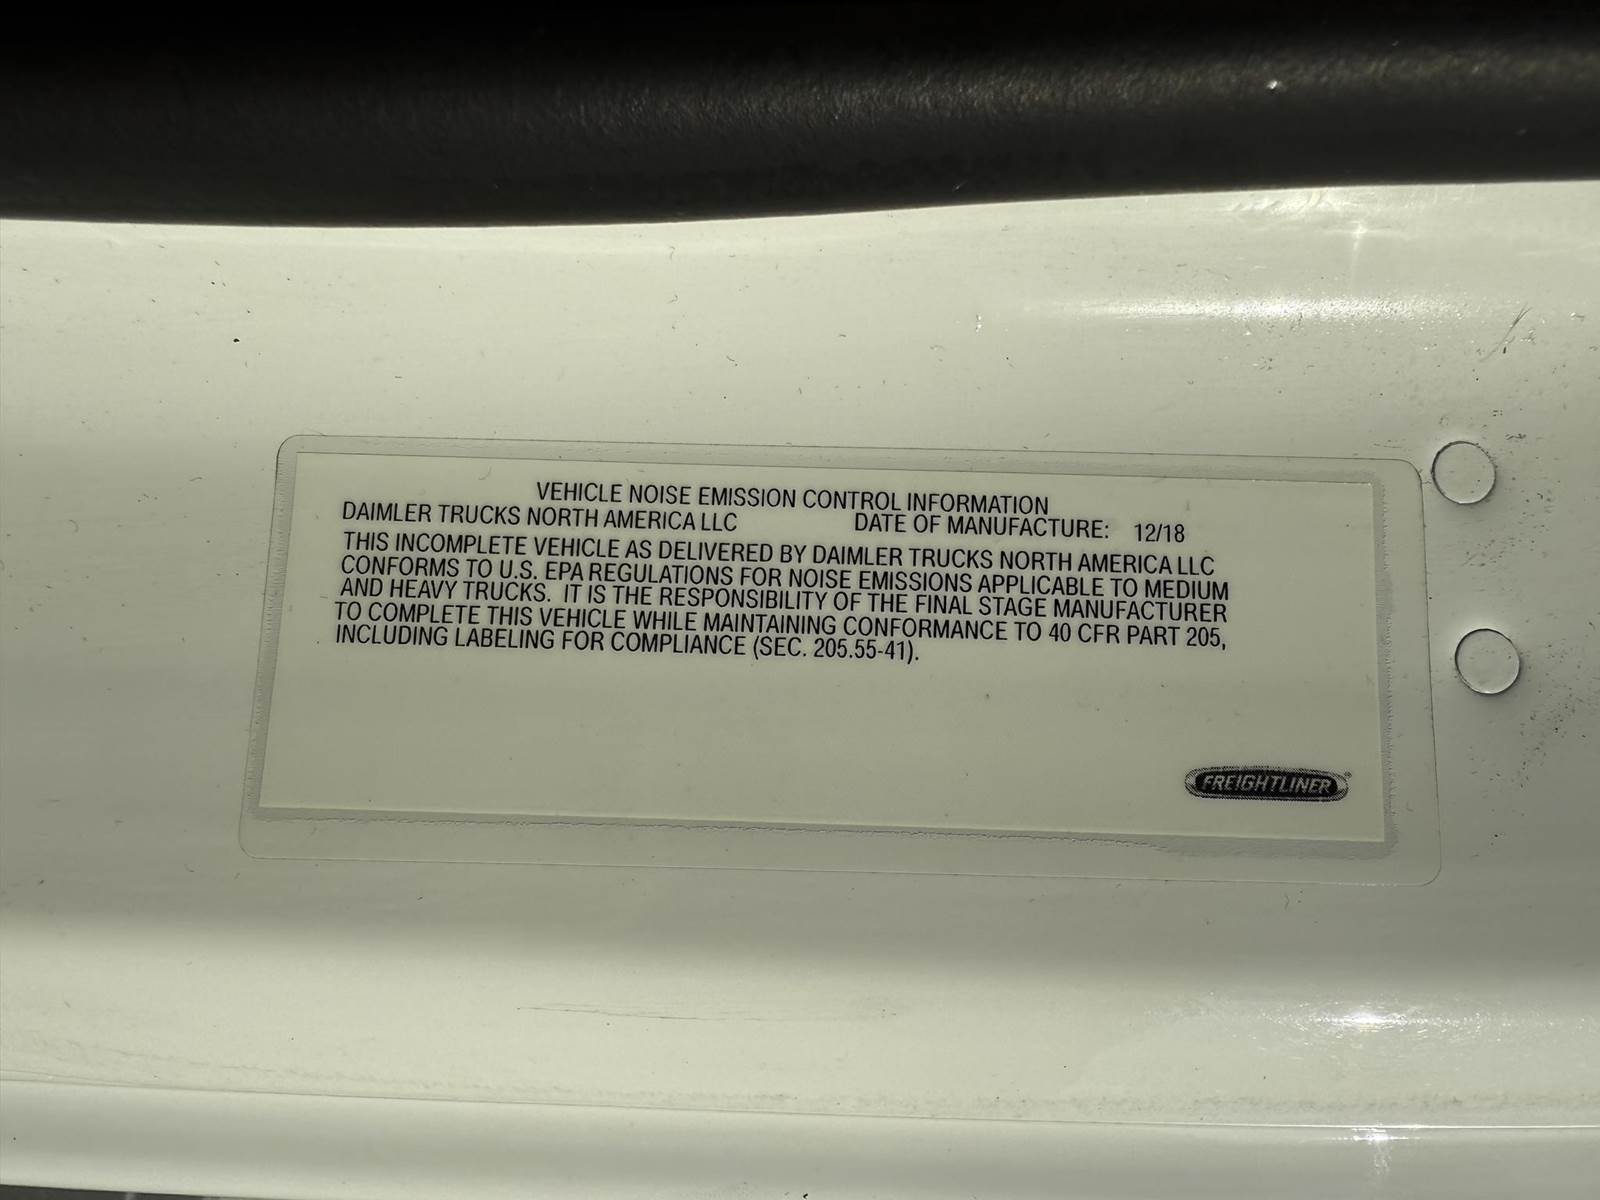 VEHICLE NOISE EMISSION CONTROL INFORMATION
DAIMLER TRUCKS NORTH AMERICA LLC DATE OF MANUFACTURE: 12/18
THIS INCOMPLETE VEHICLE AS DELIVERED BY DAIMLER TRUCKS NORTH AMERICA LLC
CONFORMS TO U.S. EPA REGULATIONS FOR NOISE EMISSIONS APPLICABLE TO MEDIUM
AND HEAVY TRUCKS. IT IS THE RESPONSIBILITY OF THE FINAL STAGE MANUFACTURER
TO COMPLETE THIS VEHICLE WHILE MAINTAINING CONFORMANCE TO 40 CFR PART 205,
INCLUDING LABELING FOR COMPLIANCE (SEC. 205.55-41).
FREIGHTLINER